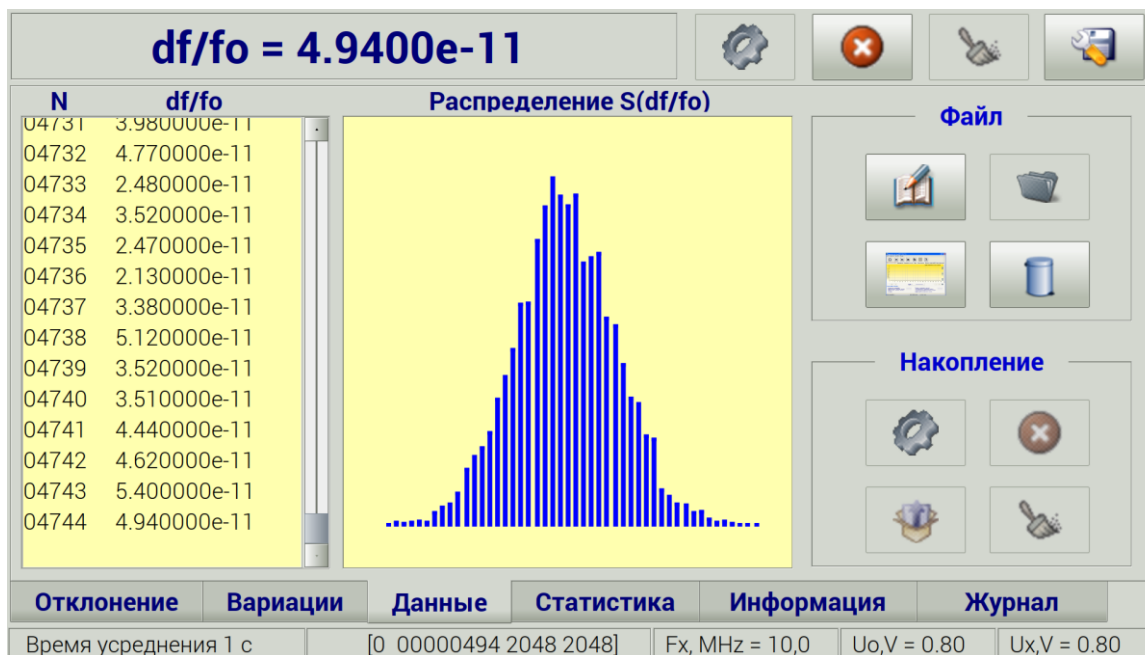 df/fo = 4.9400e-11
N df/fo
Распределение S(df/fo)
Файл
04731 3.980000e-11
04732 4.770000e-11
04733 2.480000e-11
04734 3.520000e-11
04735 2.470000e-11
04736 2.130000e-11
04737 3.380000e-11
04738 5.120000e-11
04739 3.520000e-11
04740 3.510000e-11
04741 4.440000e-11
04742 4.620000e-11
04743 5.400000e-11
04744 4.940000e-11
Накопление
Отклонение Вариации Данные Статистика Информация Журнал
Время усреднения 1 с [0 00000494 2048 2048] Fx, MHz = 10,0 Uo,V = 0.80 Ux,V = 0.80